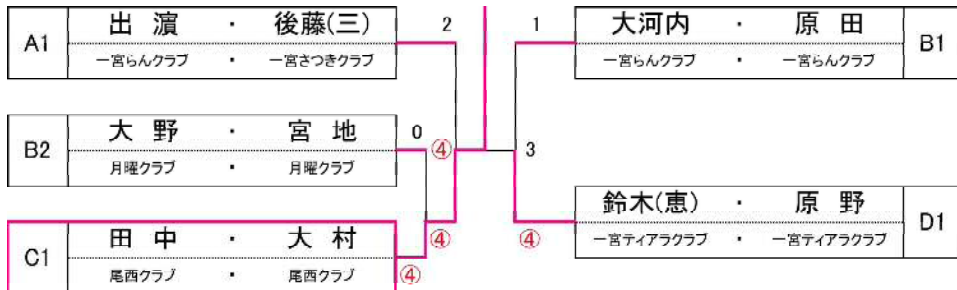 A1 出 濵 ・ 後藤(三) 2
一宮らんクラブ ・ 一宮さつきクラブ
1 大河内 ・ 原 田 B1
一宮らんクラブ ・ 一宮らんクラブ
B2 大 野 ・ 宮 地 0
月曜クラブ ・ 月曜クラブ
④ 3
C1 田 中 ・ 大 村 ④
尾西クラブ ・ 尾西クラブ ④
④ 鈴木(恵) ・ 原 野 D1
一宮ティアラクラブ ・ 一宮ティアラクラブ